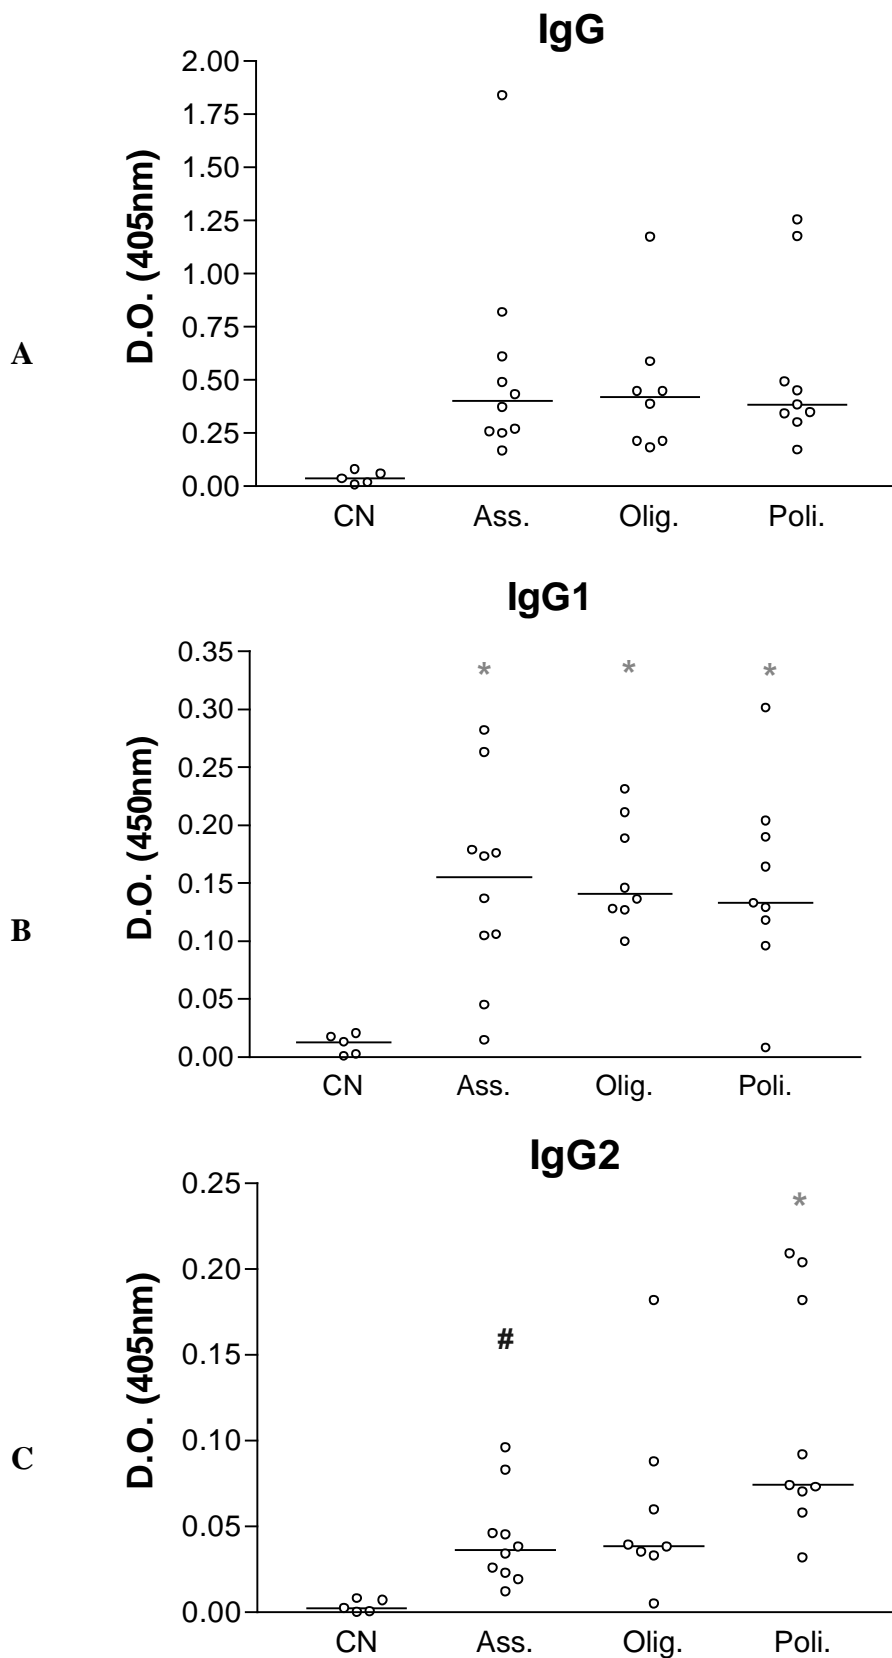 IgG
2.00
1.75
1.50
1.25
1.00
0.75
0.50
0.25
0.00
D.O. (405nm)
A
CN Ass. Olig. Poli.
IgG1
0.35
0.30
0.25
0.20
0.15
0.10
0.05
0.00
D.O. (450nm)
* * *
B
CN Ass. Olig. Poli.
IgG2
0.25
0.20
0.15
0.10
0.05
0.00
D.O. (405nm)
*
#
C
CN Ass. Olig. Poli.